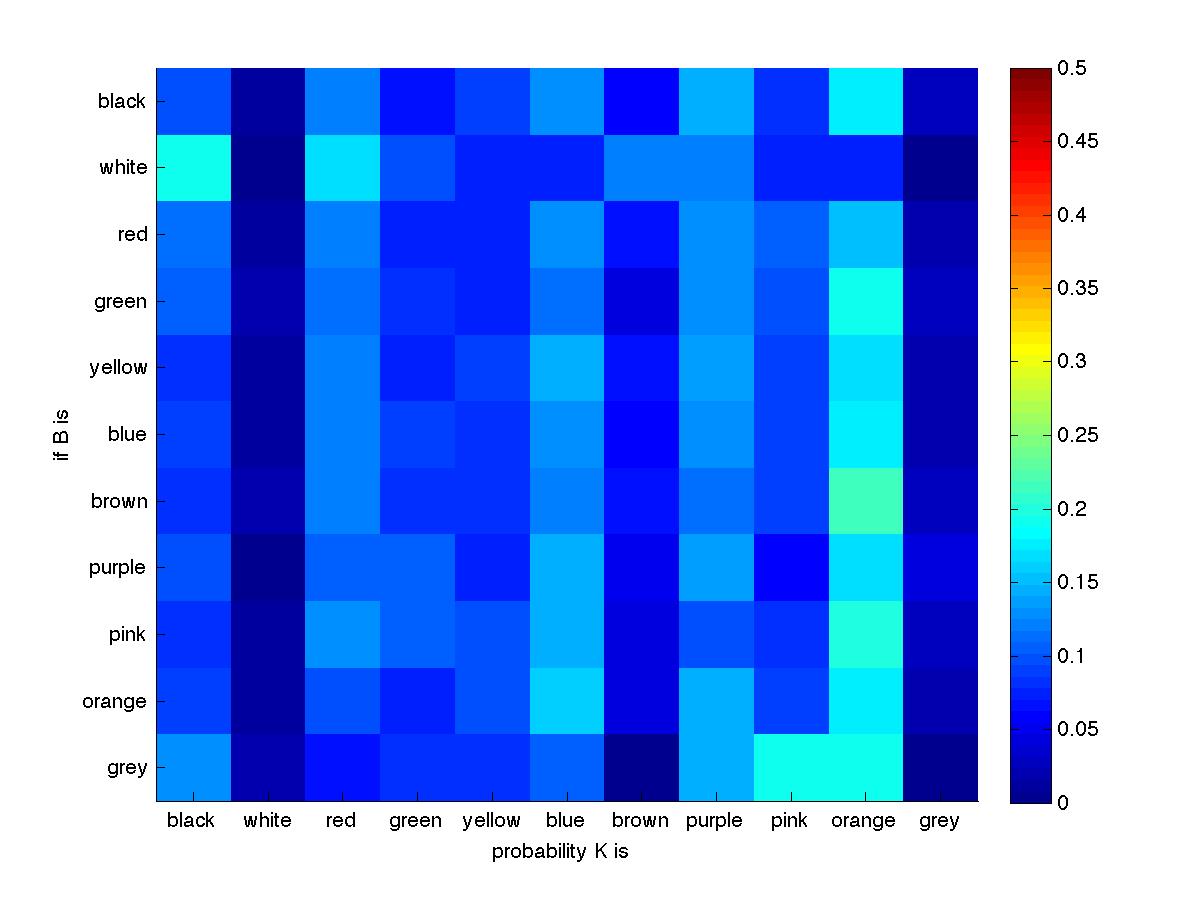 black
white
red
green
yellow
blue
brown
purple
pink
orange
grey
if B is
black white red green yellow blue brown purple pink orange grey
probability K is
0.5
0.45
0.4
0.35
0.3
0.25
0.2
0.15
0.1
0.05
0